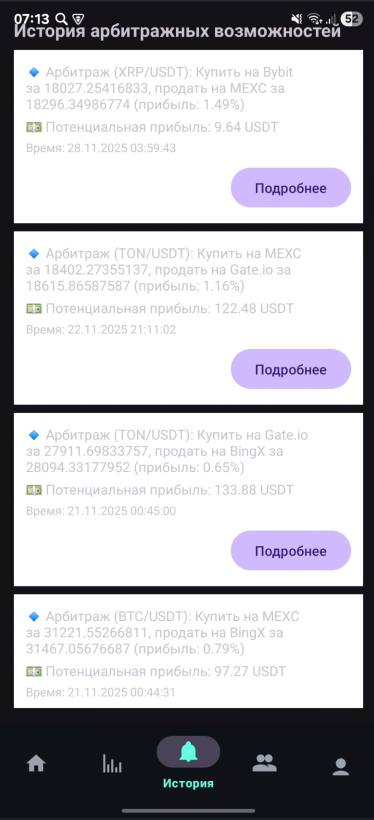 07:13
52
История арбитражных возможностей
🔹 Арбитраж (XRP/USDT): Купить на Bybit
за 18027.25416833, продать на MEXC за
18296.34986774 (прибыль: 1.49%)
💵 Потенциальная прибыль: 9.64 USDT
Время: 28.11.2025 03:59:43
Подробнее
🔹 Арбитраж (TON/USDT): Купить на MEXC
за 18402.27355137, продать на Gate.io за
18615.86587587 (прибыль: 1.16%)
💵 Потенциальная прибыль: 122.48 USDT
Время: 22.11.2025 21:11:02
Подробнее
🔹 Арбитраж (TON/USDT): Купить на Gate.io
за 27911.69833757, продать на BingX за
28094.33177952 (прибыль: 0.65%)
💵 Потенциальная прибыль: 133.88 USDT
Время: 21.11.2025 00:45:00
Подробнее
🔹 Арбитраж (BTC/USDT): Купить на MEXC
за 31221.55266811, продать на BingX за
31467.05676687 (прибыль: 0.79%)
💵 Потенциальная прибыль: 97.27 USDT
Время: 21.11.2025 00:44:31
История